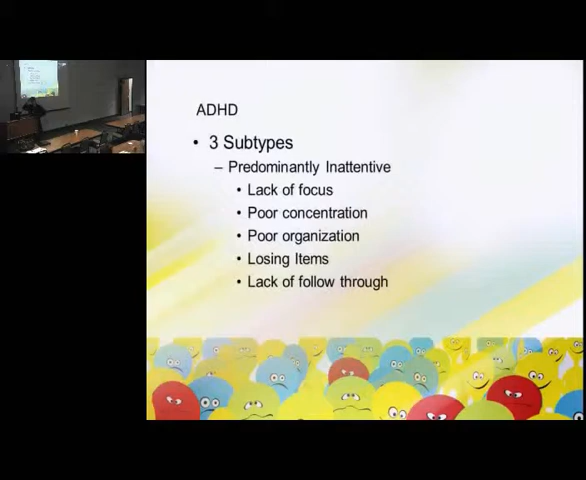 ADHD
• 3 Subtypes
– Predominantly Inattentive
• Lack of focus
• Poor concentration
• Poor organization
• Losing Items
• Lack of follow through